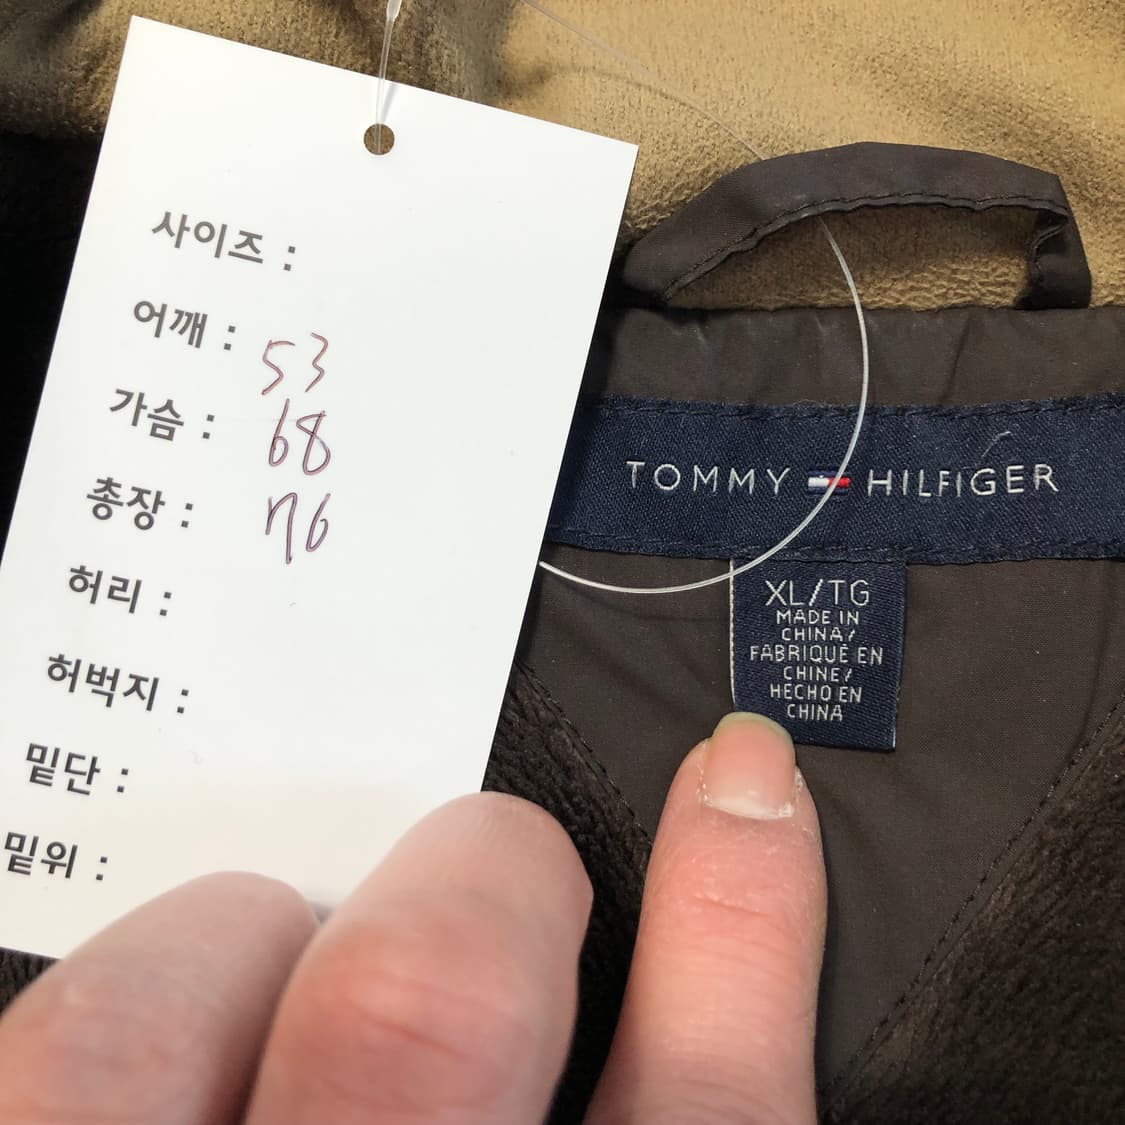 사이즈 :
어깨 : 53
가슴 : 68
총장 : 76
허리 :
허벅지 :
밑단 :
밑위 :
TOMMY HILFIGER
XL/TG
MADE IN
CHINA/
FABRIQUÉ EN
CHINE/
HECHO EN
CHINA